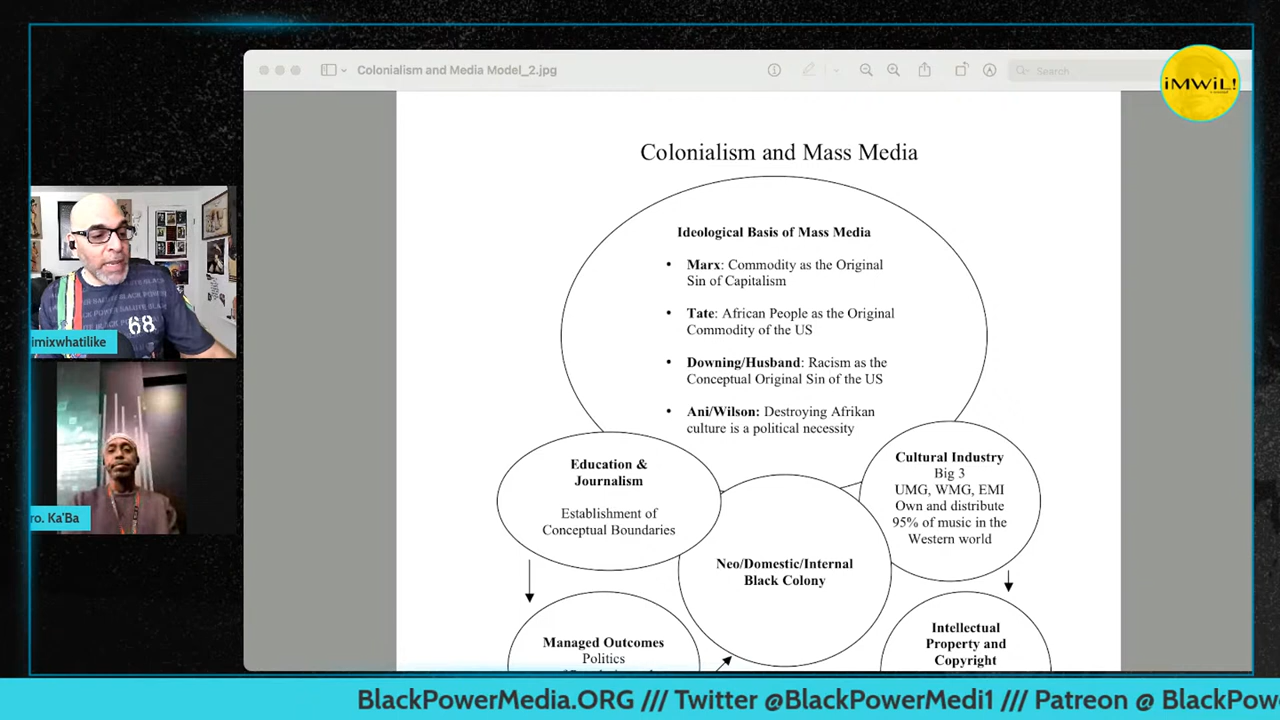 Colonialism and Media Model_2.jpg
Search
iMWiL!
Colonialism and Mass Media
Ideological Basis of Mass Media
• Marx: Commodity as the Original
Sin of Capitalism
• Tate: African People as the Original
Commodity of the US
• Downing/Husband: Racism as the
Conceptual Original Sin of the US
• Ani/Wilson: Destroying Afrikan
culture is a political necessity
Education &
Journalism
Establishment of
Conceptual Boundaries
Cultural Industry
Big 3
UMG, WMG, EMI
Own and distribute
95% of music in the
Western world
Neo/Domestic/Internal
Black Colony
Managed Outcomes
Politics
Intellectual
Property and
Copyright
68
imixwhatilike
ro. Ka'Ba
BlackPowerMedia.ORG /// Twitter @BlackPowerMedi1 /// Patreon @ BlackPow